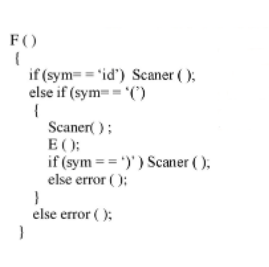 F ( )
{
if (sym= = ‘id’) Scaner ( );
else if (sym= = ‘(’)
{
Scaner( ) ;
E ( );
if (sym = = ‘)’ ) Scaner ( );
else error ( );
}
else error ( );
}